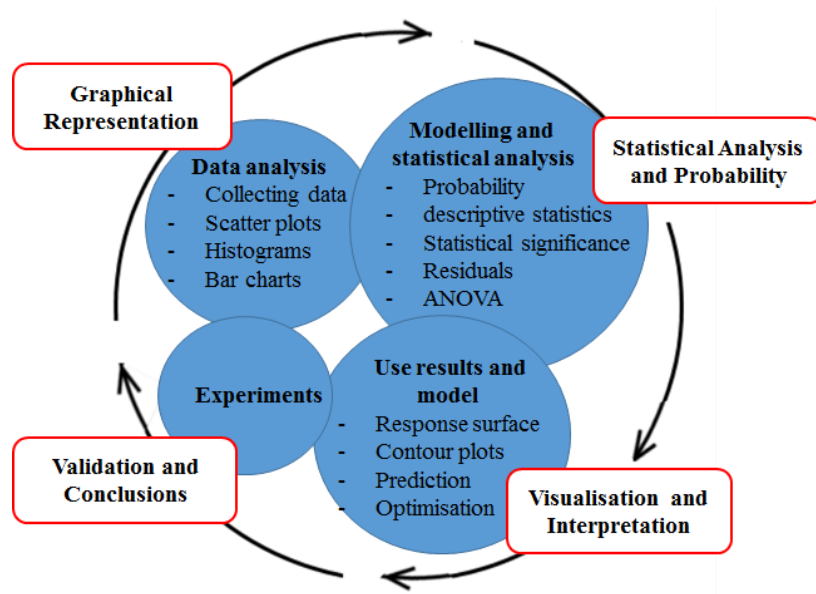 Graphical
Representation
Data analysis
- Collecting data
- Scatter plots
- Histograms
- Bar charts
Modelling and
statistical analysis
- Probability
- descriptive statistics
- Statistical significance
- Residuals
- ANOVA
Statistical Analysis
and Probability
Experiments
Use results and
model
- Response surface
- Contour plots
- Prediction
- Optimisation
Validation and
Conclusions
Visualisation and
Interpretation